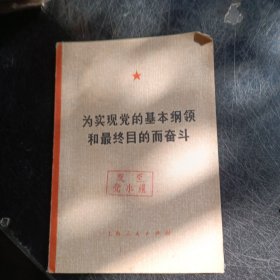 为实现党的基本纲领
和最终目的而奋斗
上海人民出版社